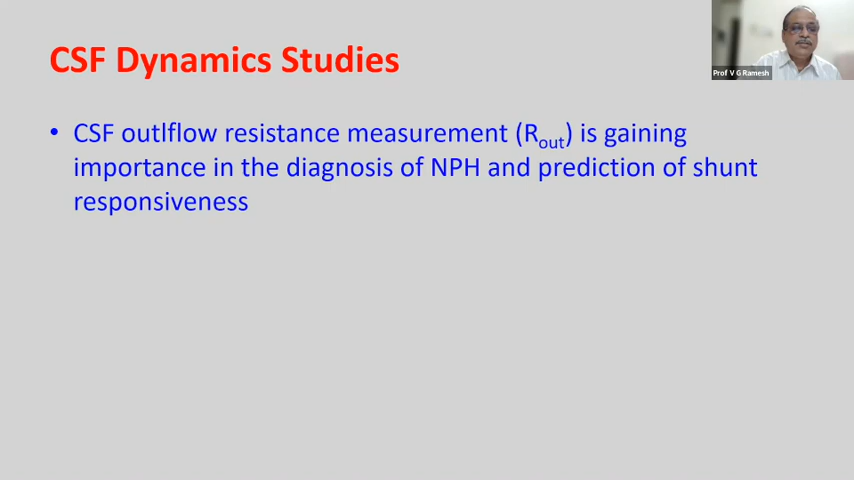 CSF Dynamics Studies
Prof V G Ramesh
• CSF outlflow resistance measurement (Rout) is gaining
importance in the diagnosis of NPH and prediction of shunt
responsiveness